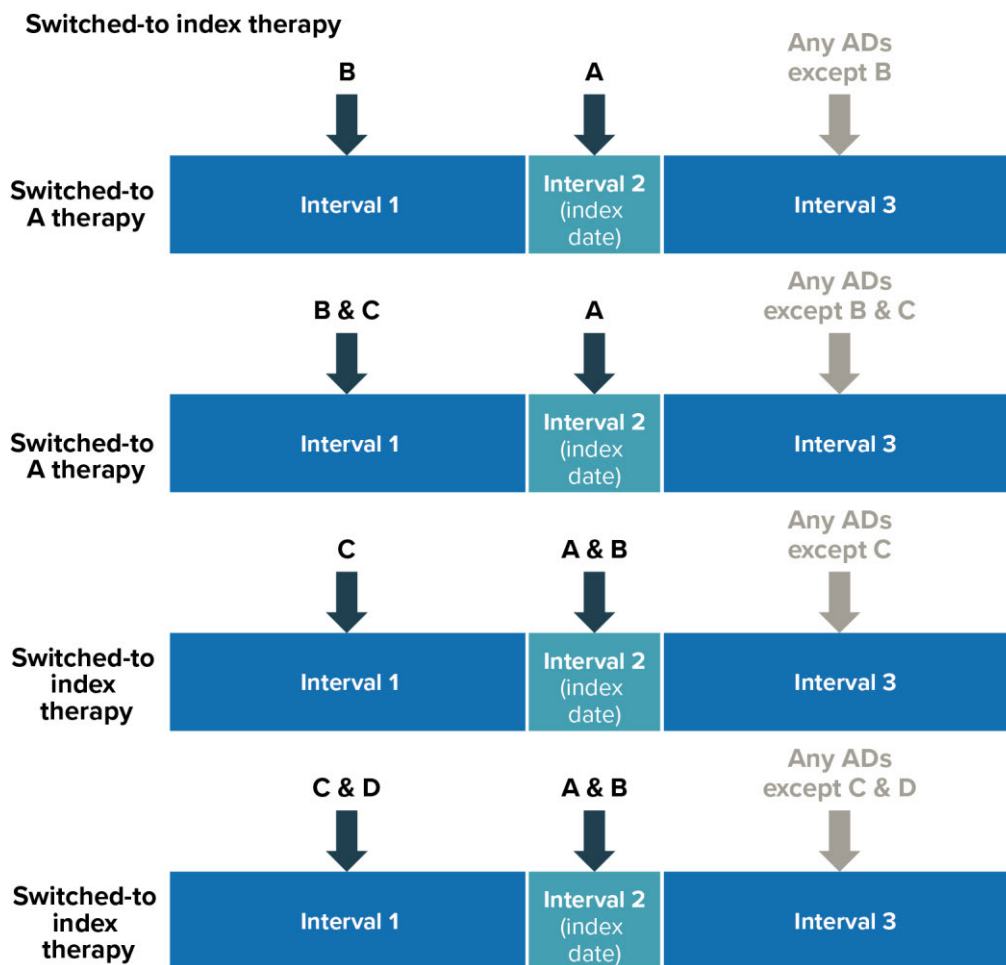 Switched-to index therapy
B
A
Any ADs
except B
Switched-to
A therapy
Interval 1
Interval 2
(index
date)
Interval 3
B & C
A
Any ADs
except B & C
Switched-to
A therapy
Interval 1
Interval 2
(index
date)
Interval 3
C
A & B
Any ADs
except C
Switched-to
index
therapy
Interval 1
Interval 2
(index
date)
Interval 3
C & D
A & B
Any ADs
except C & D
Switched-to
index
therapy
Interval 1
Interval 2
(index
date)
Interval 3